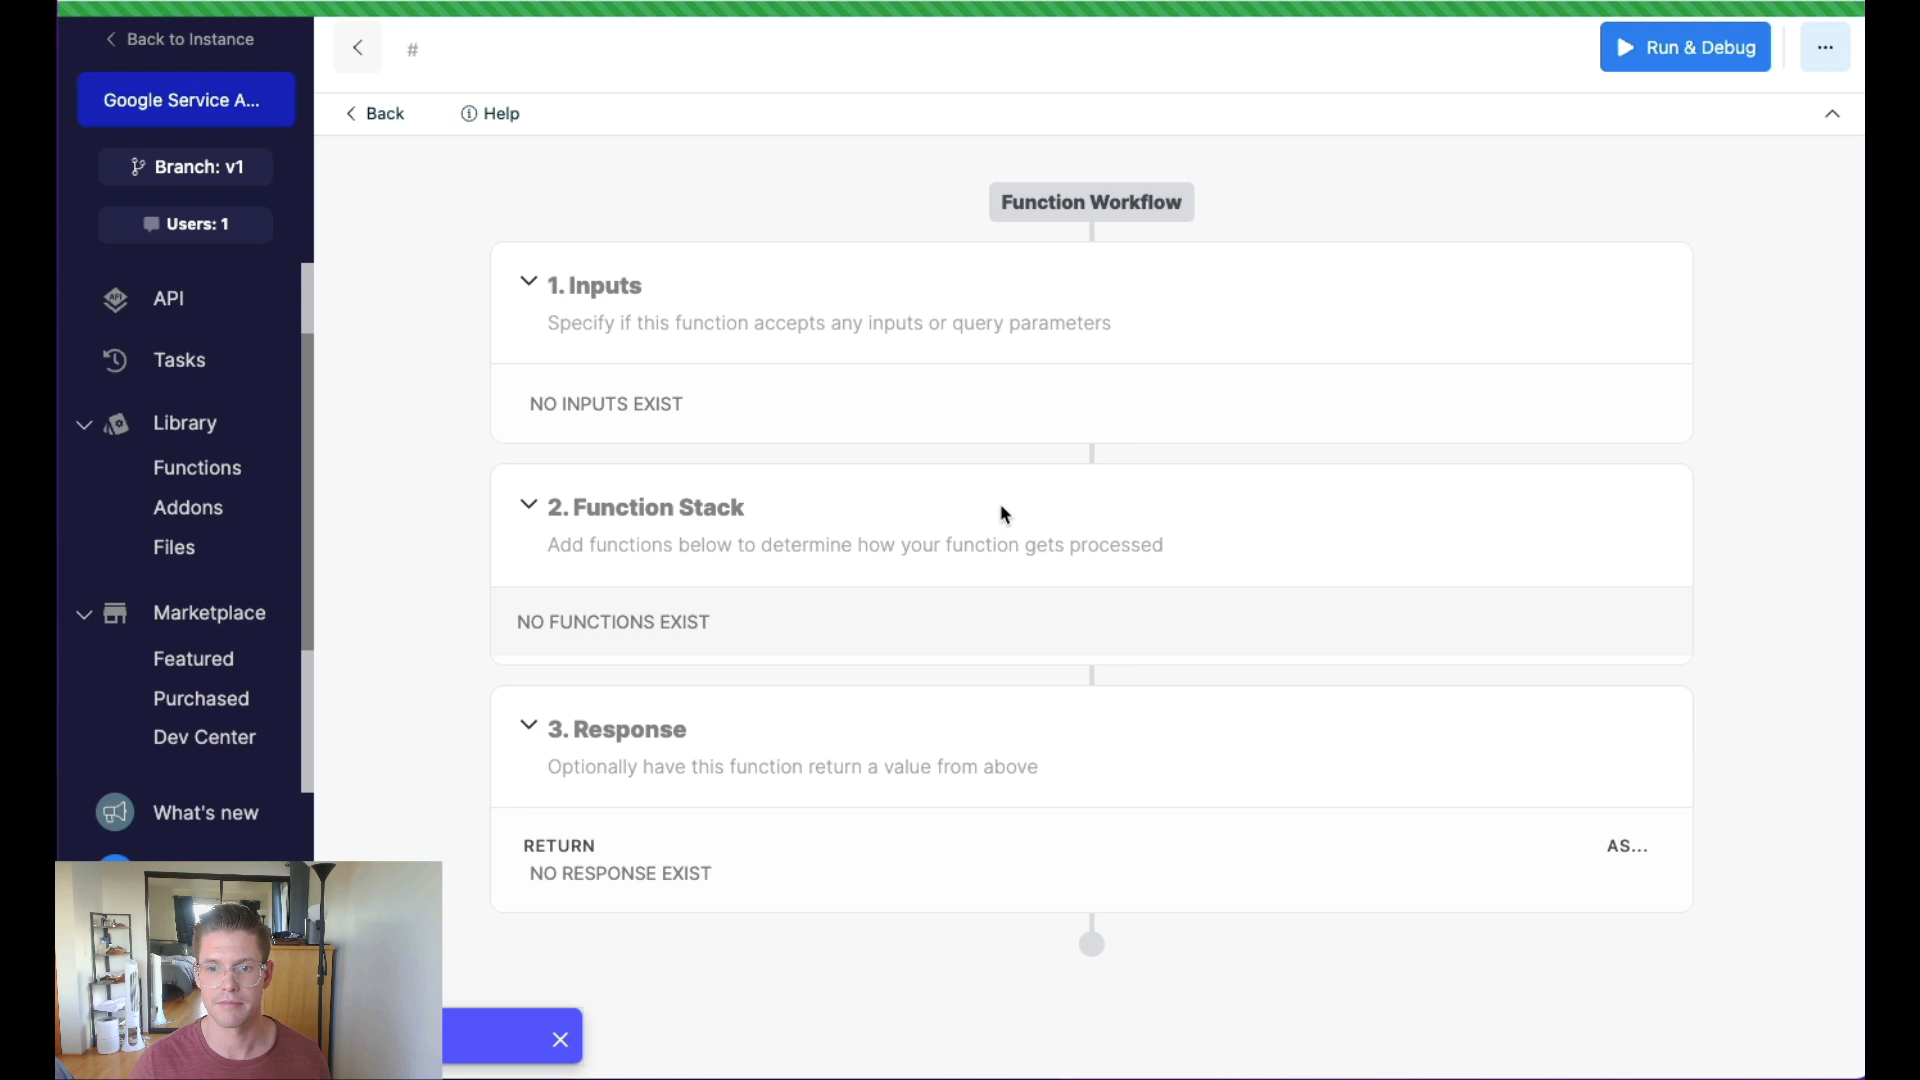 Back to Instance
Google Service A...
Branch: v1
Users: 1
API
Tasks
Library
Functions
Addons
Files
Marketplace
Featured
Purchased
Dev Center
What's new
#
Run & Debug
...
Back
Help
Function Workflow
1. Inputs
Specify if this function accepts any inputs or query parameters
NO INPUTS EXIST
2. Function Stack
Add functions below to determine how your function gets processed
NO FUNCTIONS EXIST
3. Response
Optionally have this function return a value from above
RETURN AS...
NO RESPONSE EXIST